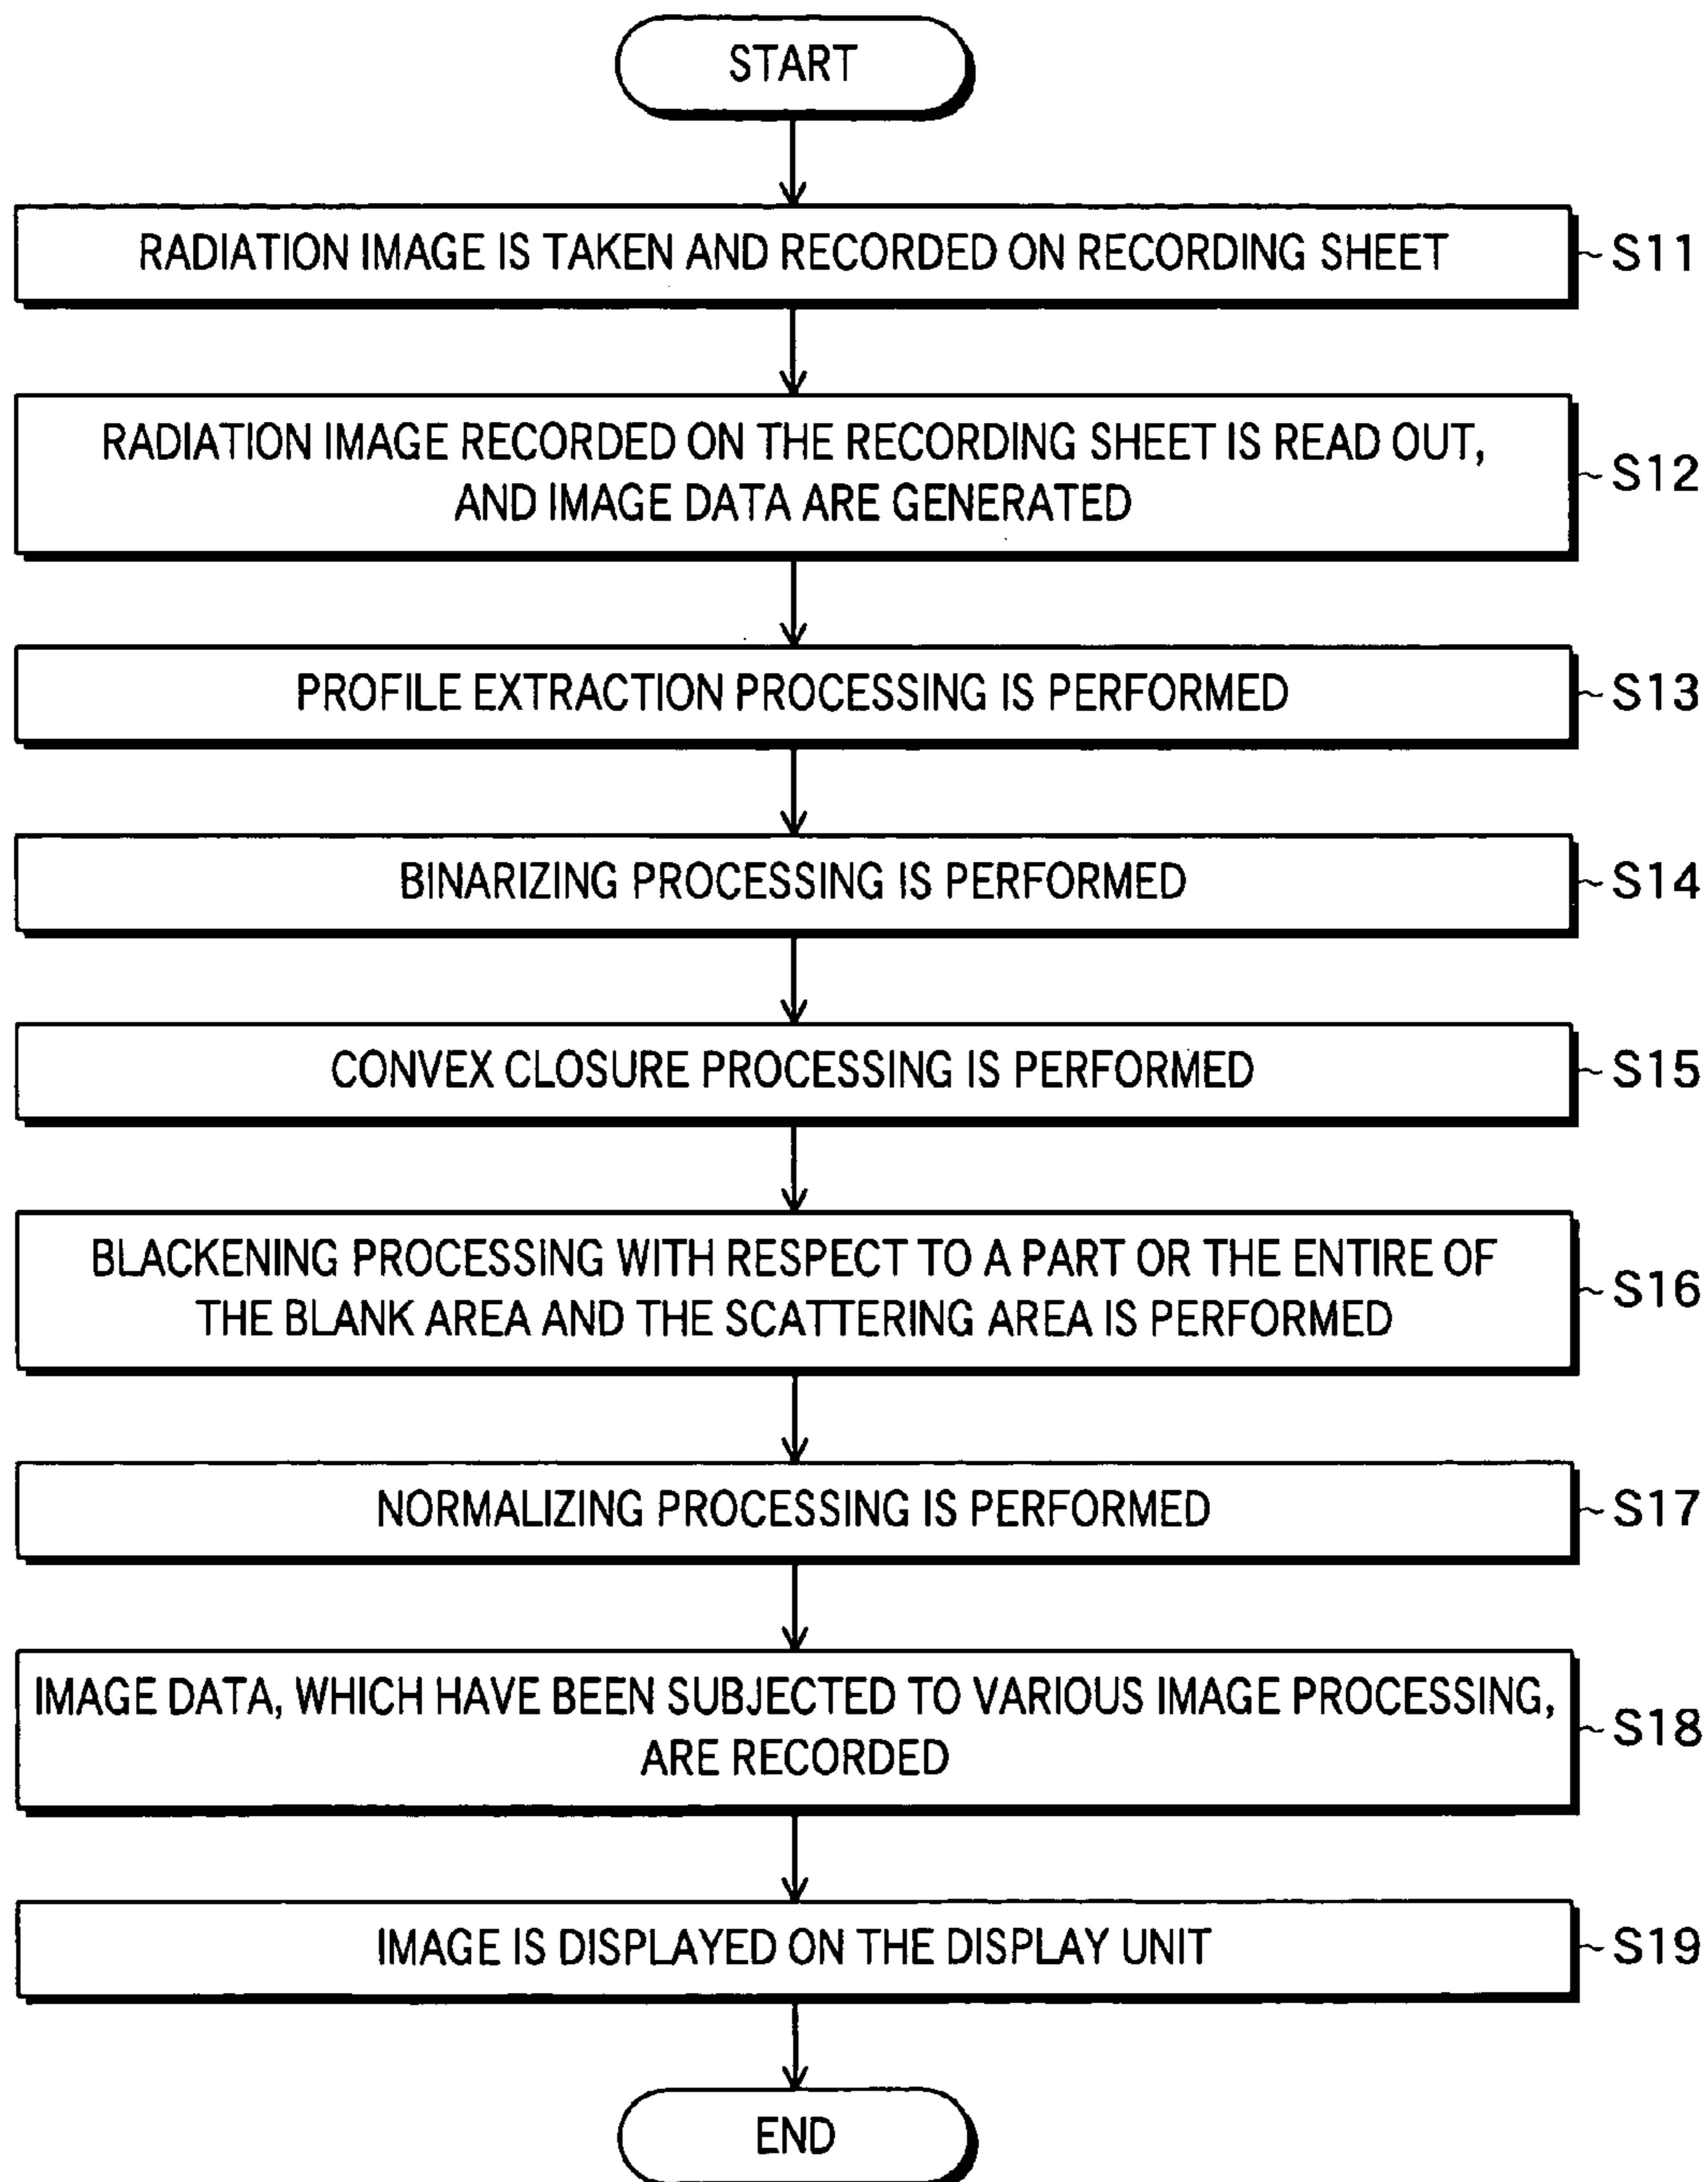 START
RADIATION IMAGE IS TAKEN AND RECORDED ON RECORDING SHEET
S11
RADIATION IMAGE RECORDED ON THE RECORDING SHEET IS READ OUT,
AND IMAGE DATA ARE GENERATED
S12
PROFILE EXTRACTION PROCESSING IS PERFORMED
S13
BINARIZING PROCESSING IS PERFORMED
S14
CONVEX CLOSURE PROCESSING IS PERFORMED
S15
BLACKENING PROCESSING WITH RESPECT TO A PART OR THE ENTIRE OF
THE BLANK AREA AND THE SCATTERING AREA IS PERFORMED
S16
NORMALIZING PROCESSING IS PERFORMED
S17
IMAGE DATA, WHICH HAVE BEEN SUBJECTED TO VARIOUS IMAGE PROCESSING,
ARE RECORDED
S18
IMAGE IS DISPLAYED ON THE DISPLAY UNIT
S19
END